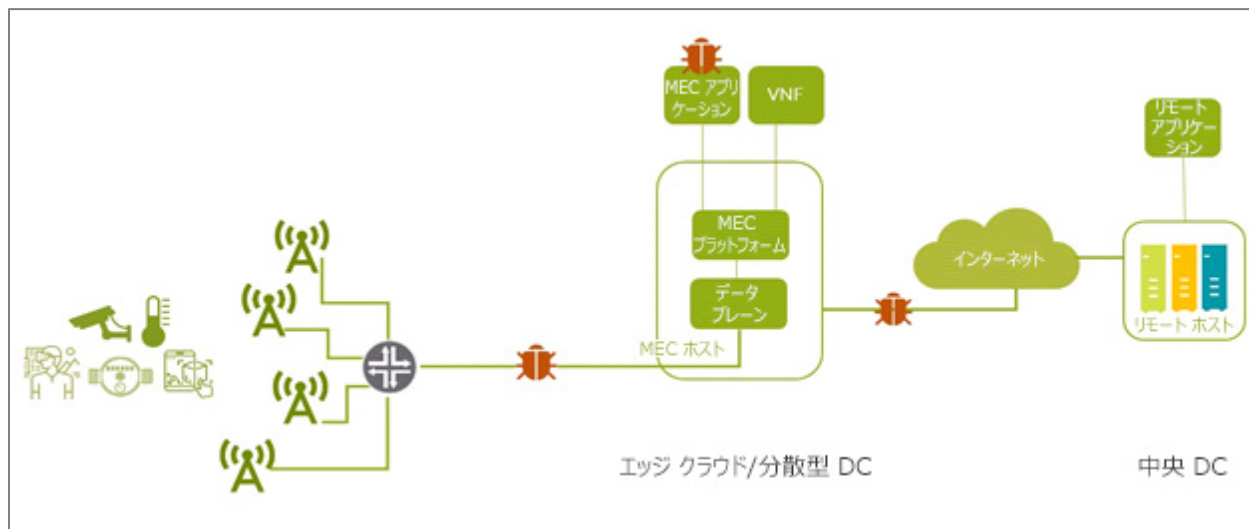 MEC アプリ
ケーション
VNF
リモート
アプリケー
ション
MEC
プラットフォーム
インターネット
データ
プレーン
リモート ホスト
MEC ホスト
エッジ クラウド/分散型 DC
中央 DC